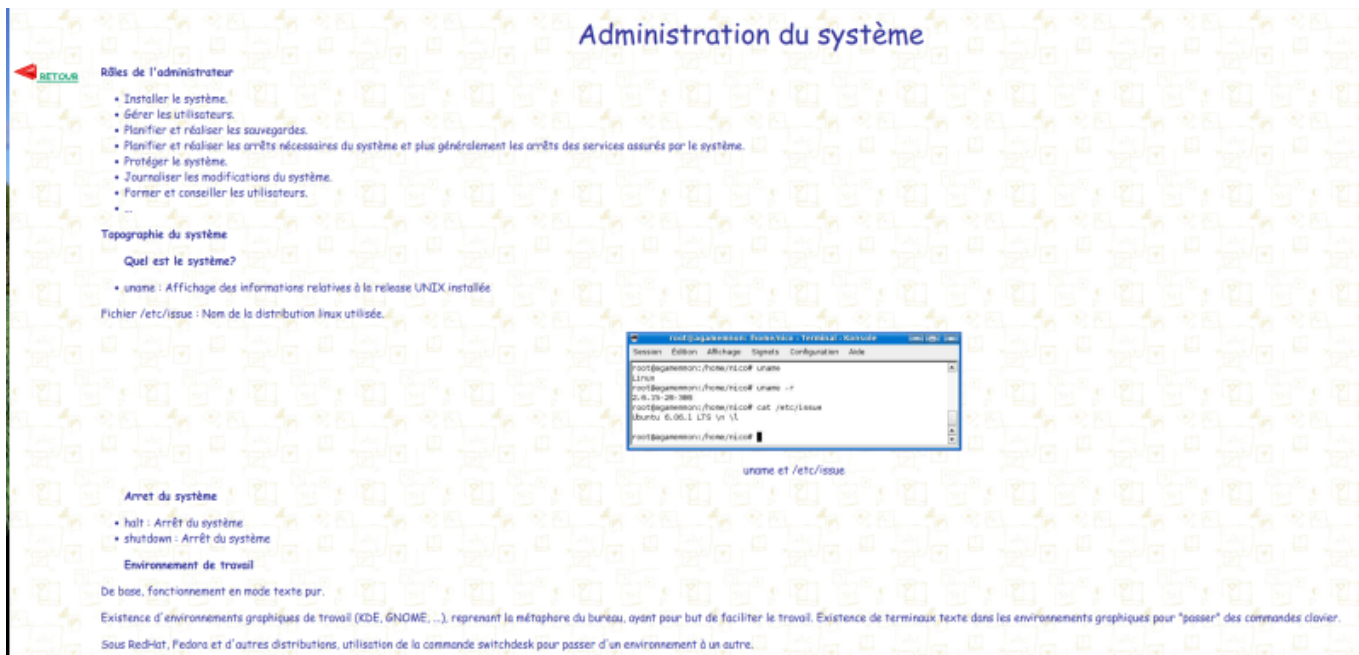 Administration du système
RETOUR
Rôles de l'administrateur
• Installer le système.
• Gérer les utilisateurs.
• Planifier et réaliser les sauvegardes.
• Planifier et réaliser les arrêts nécessaires du système et plus généralement les arrêts des services assurés par le système.
• Protéger le système.
• Journaliser les modifications du système.
• Former et conseiller les utilisateurs.
• ...
Topographie du système
Quel est le système?
• uname : Affichage des informations relatives à la release UNIX installée
Fichier /etc/issue : Nom de la distribution linux utilisée.
root@agamemnon: /home/nico - Terminal - Konsole
Session Edition Affichage Signets Configuration Aide
root@agamemnon:/home/nico# uname
Linux
root@agamemnon:/home/nico# uname -r
root@agamemnon:/home/nico# cat /etc/issue
Ubuntu 6.06.1 LTS \n \l
root@agamemnon:/home/nico#
uname et /etc/issue
Arret du système
• halt : Arrêt du système
• shutdown : Arrêt du système
Environnement de travail
De base, fonctionnement en mode texte pur.
Existence d'environnements graphiques de travail (KDE, GNOME, ...), reprenant la métaphore du bureau, ayant pour but de faciliter le travail. Existence de terminaux texte dans les environnements graphiques pour "passer" des commandes clavier.
Sous RedHat, Fedora et d'autres distributions, utilisation de la commande switchdesk pour passer d'un environnement à un autre.